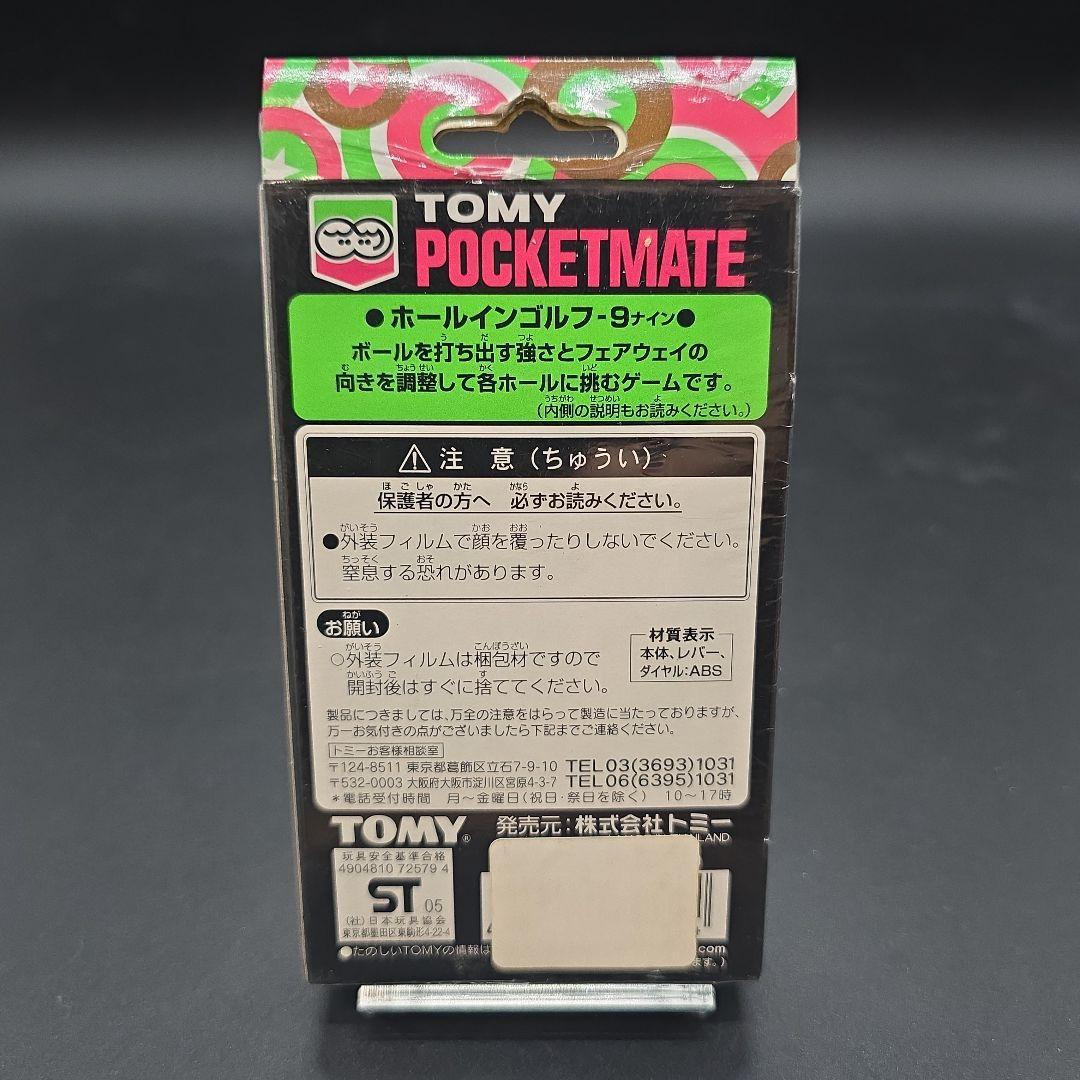 TOMY
POCKETMATE
●ホールインゴルフ-9ナイン●
ボールを打ち出す強さとフェアウェイの
向きを調整して各ホールに挑むゲームです。
(内側の説明もお読みください。)
⚠注 意(ちゅうい)
保護者の方へ 必ずお読みください。
●外装フィルムで顔を覆ったりしないでください。
窒息する恐れがあります。
お願い
○外装フィルムは梱包材ですので
開封後はすぐに捨ててください。
材質表示
本体、レバー、
ダイヤル:ABS
製品につきましては、万全の注意をはらって製造に当たっておりますが、
万一お気付きの点がございましたら下記までご連絡ください。
トミーお客様相談室
〒124-8511 東京都葛飾区立石7-9-10 TEL03(3693)1031
〒532-0003 大阪府大阪市淀川区宮原4-3-7 TEL06(6395)1031
*電話受付時間 月〜金曜日(祝日・祭日を除く) 10〜17時
TOMY® 発売元:株式会社トミー
玩具安全基準合格
4904810 72579 4
ST 05
(社)日本玩具協会
東京都墨田区東駒形4-22-4
●たのしいTOMYの情報は
.com
ます。)